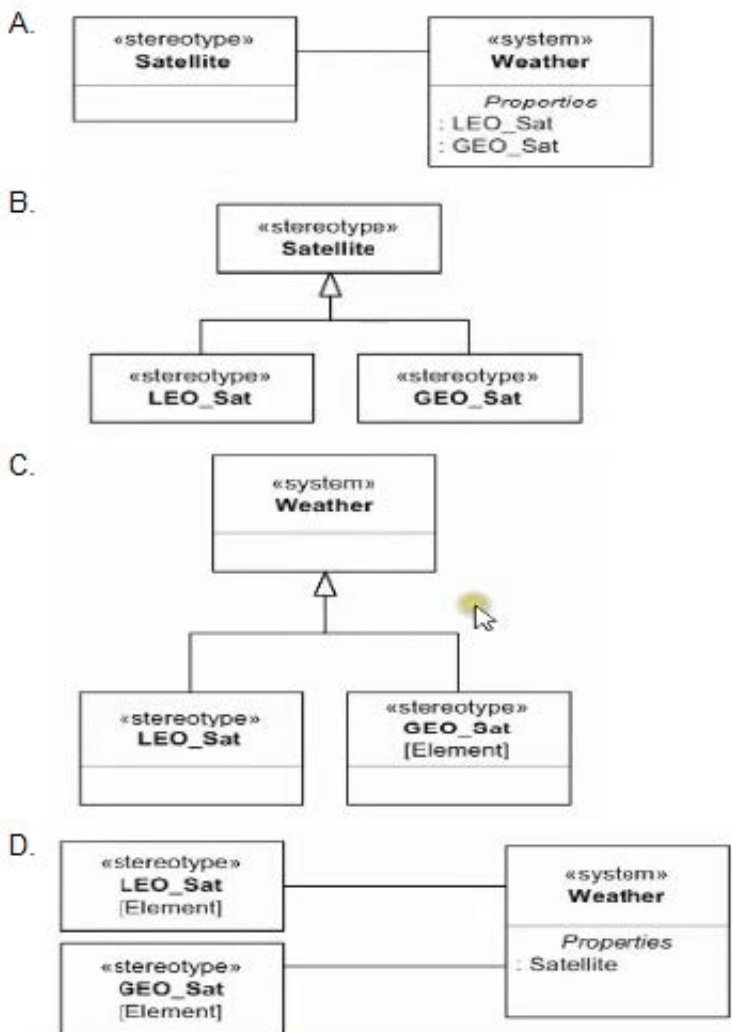 A.
«stereotype»
Satellite
«system»
Weather
Properties
: LEO_Sat
: GEO_Sat
B.
«stereotype»
Satellite
«stereotype»
LEO_Sat
«stereotype»
GEO_Sat
C.
«system»
Weather
«stereotype»
LEO_Sat
«stereotype»
GEO_Sat
[Element]
D.
«stereotype»
LEO_Sat
[Element]
«stereotype»
GEO_Sat
[Element]
«system»
Weather
Properties
: Satellite